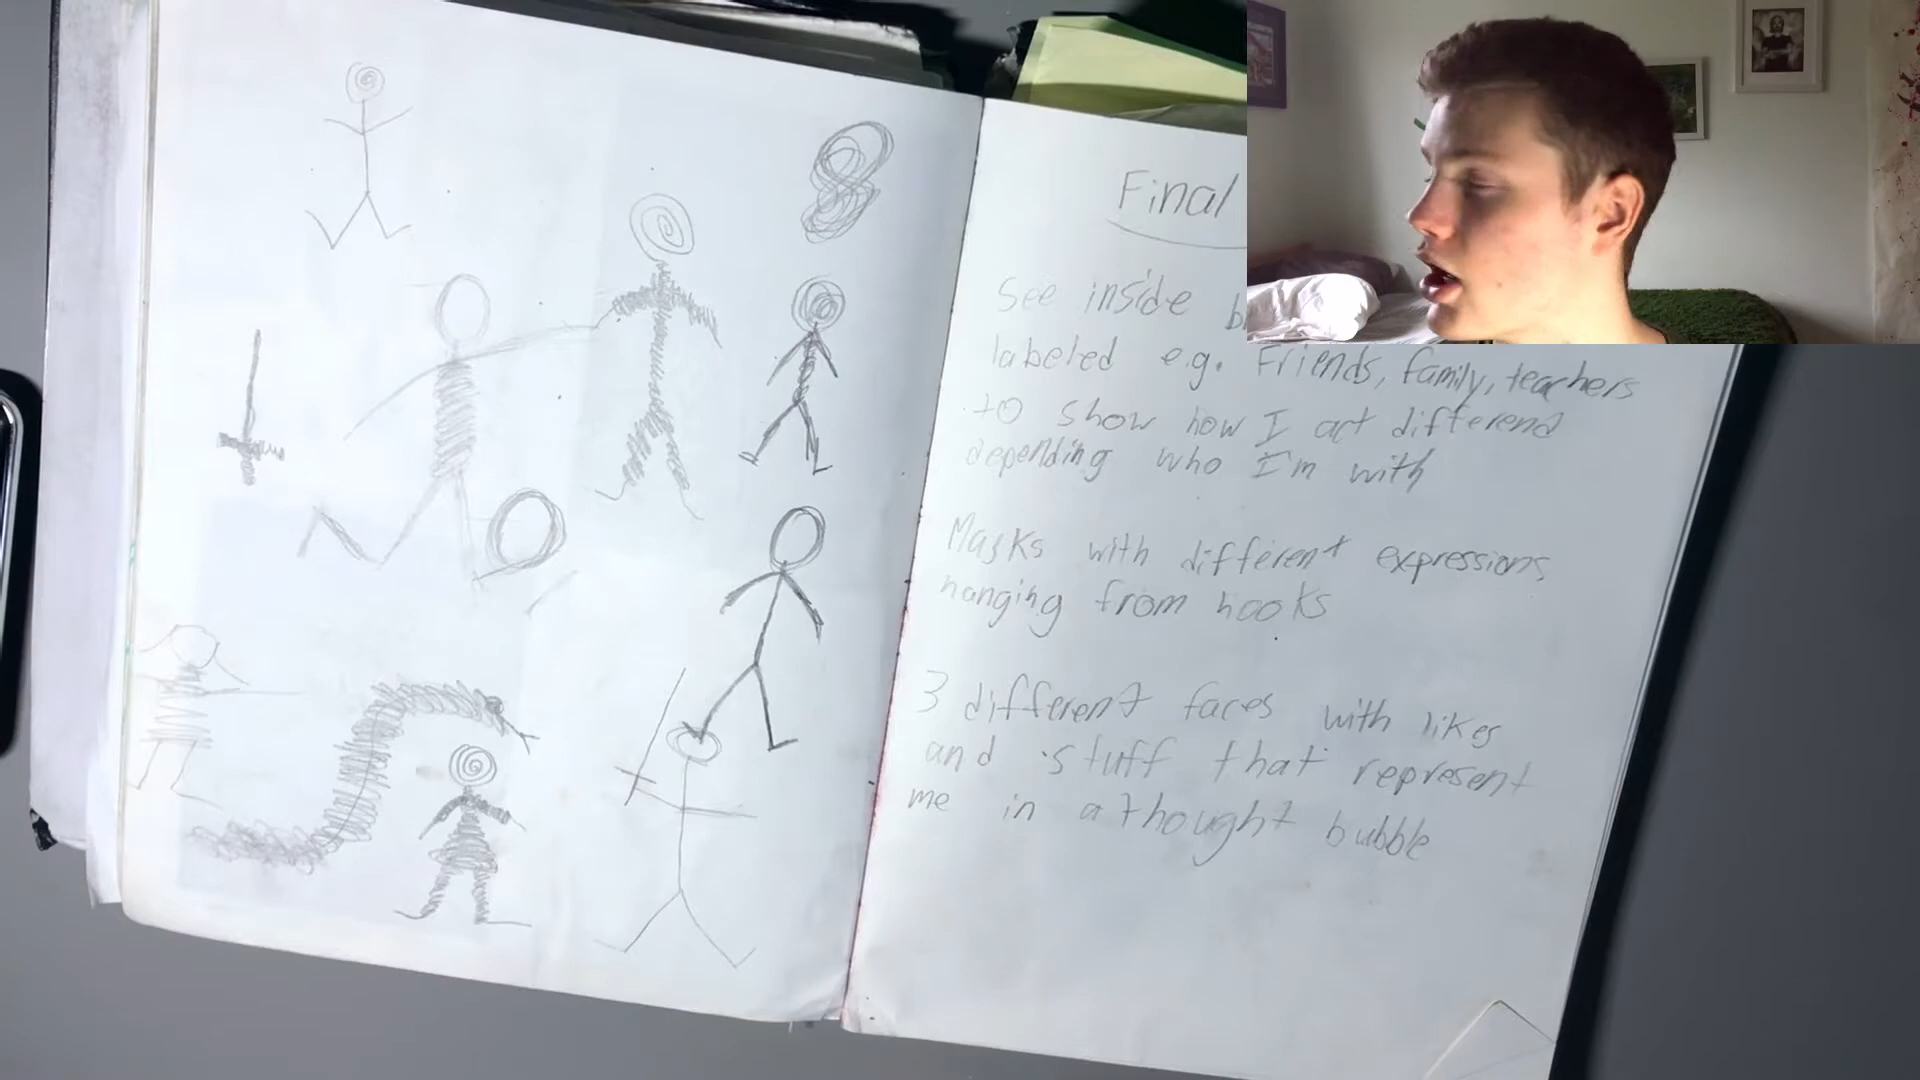 Final
See inside
labeled e.g. Friends, family, teachers
to show how I act differend
depending who I'm with
Masks with different expressions
hanging from hooks
3 different faces with likes
and stuff that represent
me in a thought bubble